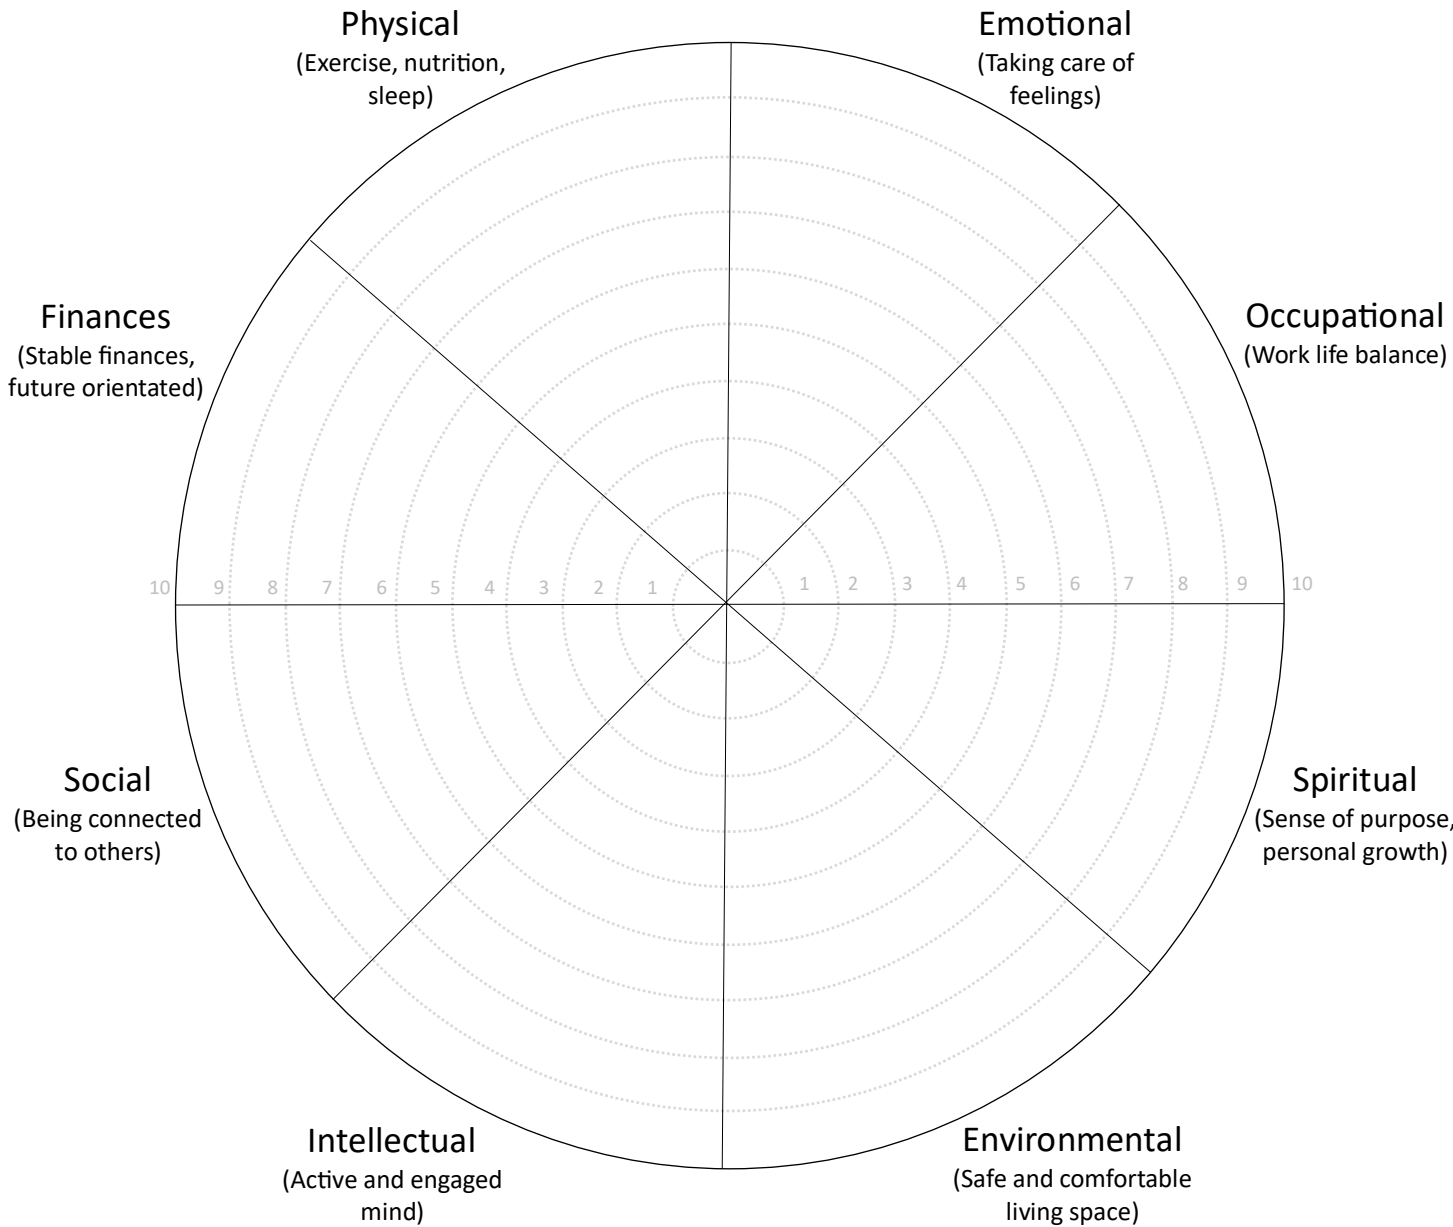 Physical
(Exercise, nutrition,
sleep)
Emotional
(Taking care of
feelings)
Finances
(Stable finances,
future orientated)
Occupational
(Work life balance)
10 9 8 7 6 5 4 3 2 1 1 2 3 4 5 6 7 8 9 10
Social
(Being connected
to others)
Spiritual
(Sense of purpose,
personal growth)
Intellectual
(Active and engaged
mind)
Environmental
(Safe and comfortable
living space)